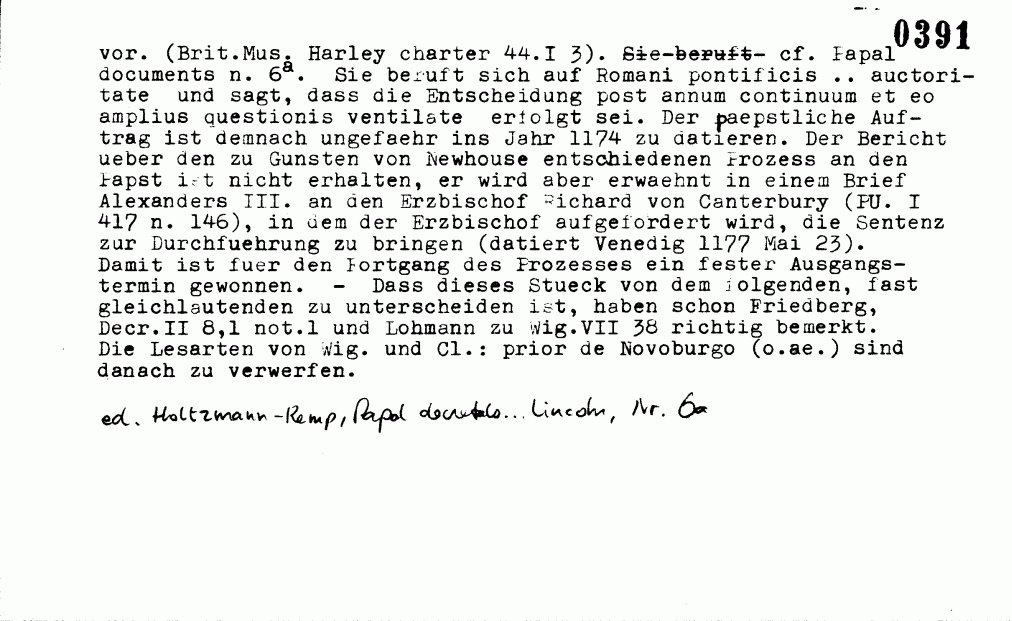 0391
vor. (Brit.Mus. Harley charter 44.I 3). Sie beruft cf. Papal
documents n. 6a. Sie beruft sich auf Romani pontificis .. auctori-
tate und sagt, dass die Entscheidung post annum continuum et eo
amplius questionis ventilate erfolgt sei. Der paepstliche Auf-
trag ist demnach ungefaehr ins Jahr 1174 zu datieren. Der Bericht
ueber den zu Gunsten von Newhouse entschiedenen Prozess an den
Papst ist nicht erhalten, er wird aber erwaehnt in einem Brief
Alexanders III. an den Erzbischof Richard von Canterbury (PU. I
417 n. 146), in dem der Erzbischof aufgefordert wird, die Sentenz
zur Durchfuehrung zu bringen (datiert Venedig 1177 Mai 23).
Damit ist fuer den Fortgang des Prozesses ein fester Ausgangs-
termin gewonnen. - Dass dieses Stueck von dem folgenden, fast
gleichlautenden zu unterscheiden ist, haben schon Friedberg,
Decr.II 8,1 not.1 und Lohmann zu Wig.VII 38 richtig bemerkt.
Die Lesarten von Wig. und Cl.: prior de Novoburgo (o.ae.) sind
danach zu verwerfen.
ed. Holtzmann-Kemp, Papal decretals... Lincoln, Nr. 6a